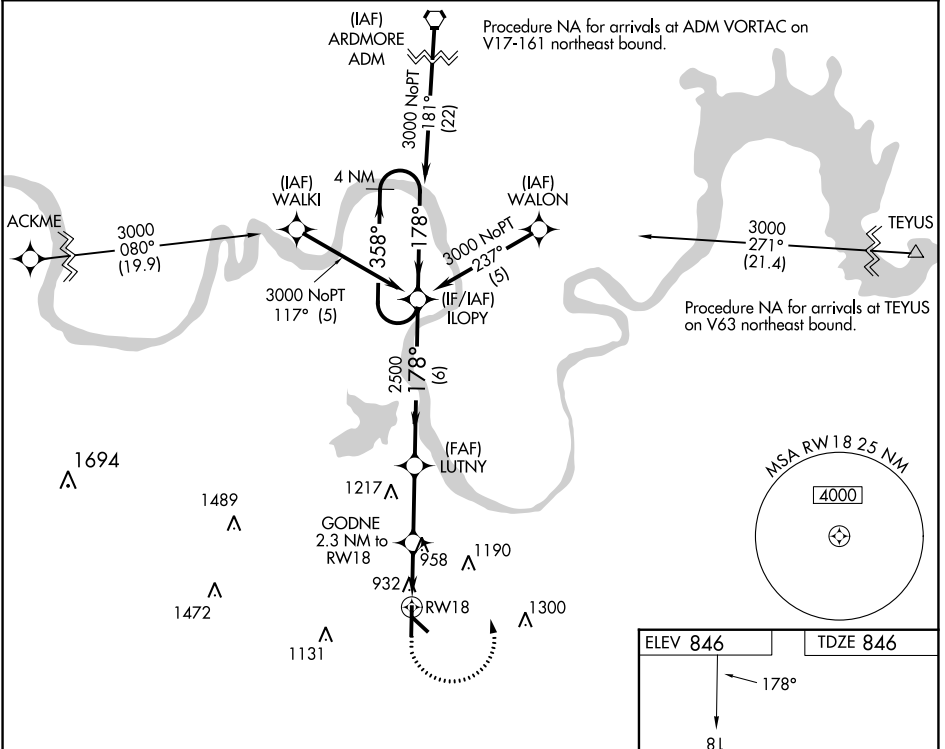 (IAF)
ARDMORE
ADM
Procedure NA for arrivals at ADM VORTAC on
V17-161 northeast bound.
3000 NoPT
181°
(22)
4 NM
(IAF)
WALKI
(IAF)
WALON
ACKME
3000
080°
(19.9)
358°
178°
3000 NoPT
237°
(5)
3000
271°
(21.4)
TEYUS
3000 NoPT
117° (5)
(IF/IAF)
ILOPY
Procedure NA for arrivals at TEYUS
on V63 northeast bound.
2500
178°
(6)
(FAF)
LUTNY
1694
1489
1217
GODNE
2.3 NM to
RW18
958
1190
932
RW18
1472
1300
1131
MSA RW18 25 NM
4000
ELEV 846
TDZE 846
178°